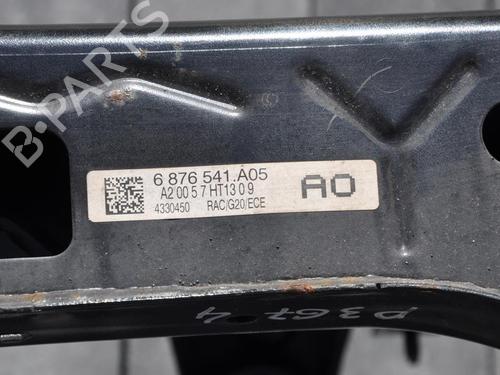 B-PARTS
6 876 541.A05
A2 00 5 7 HT13 0 9
4330450 RAC/G20/ECE
AO
D367-4